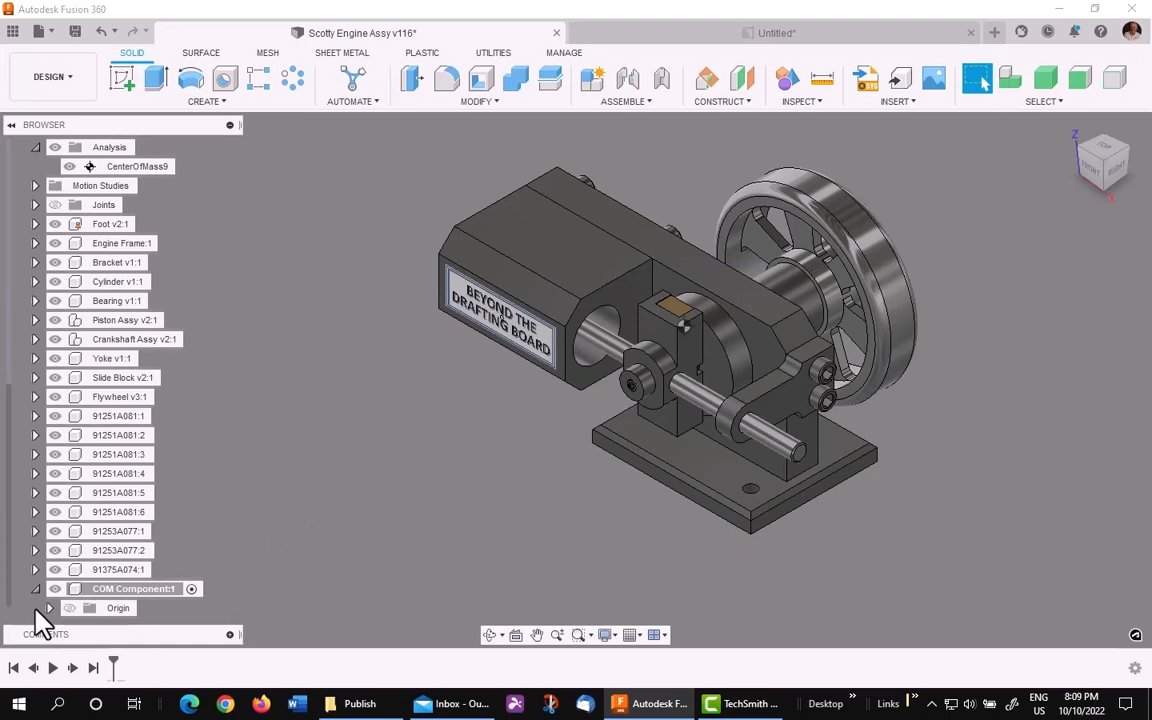 Autodesk Fusion 360
Scotty Engine Assy v116*
Untitled*
DESIGN
SOLID
SURFACE
MESH
SHEET METAL
PLASTIC
UTILITIES
MANAGE
CREATE
AUTOMATE
MODIFY
ASSEMBLE
CONSTRUCT
INSPECT
INSERT
SELECT
BROWSER
Analysis
CenterOfMass9
Motion Studies
Joints
Foot v2:1
Engine Frame:1
Bracket v1:1
Cylinder v1:1
Bearing v1:1
Piston Assy v2:1
Crankshaft Assy v2:1
Yoke v1:1
Slide Block v2:1
Flywheel v3:1
91251A081:1
91251A081:2
91251A081:3
91251A081:4
91251A081:5
91251A081:6
91253A077:1
91253A077:2
91375A074:1
COM Component:1
Origin
BEYOND THE
DRAFTING BOARD
Z
TOP
FRONT
RIGHT
X
Publish
Inbox - Ou...
Autodesk F...
TechSmith ...
Desktop
Links
ENG
US
8:09 PM
10/10/2022